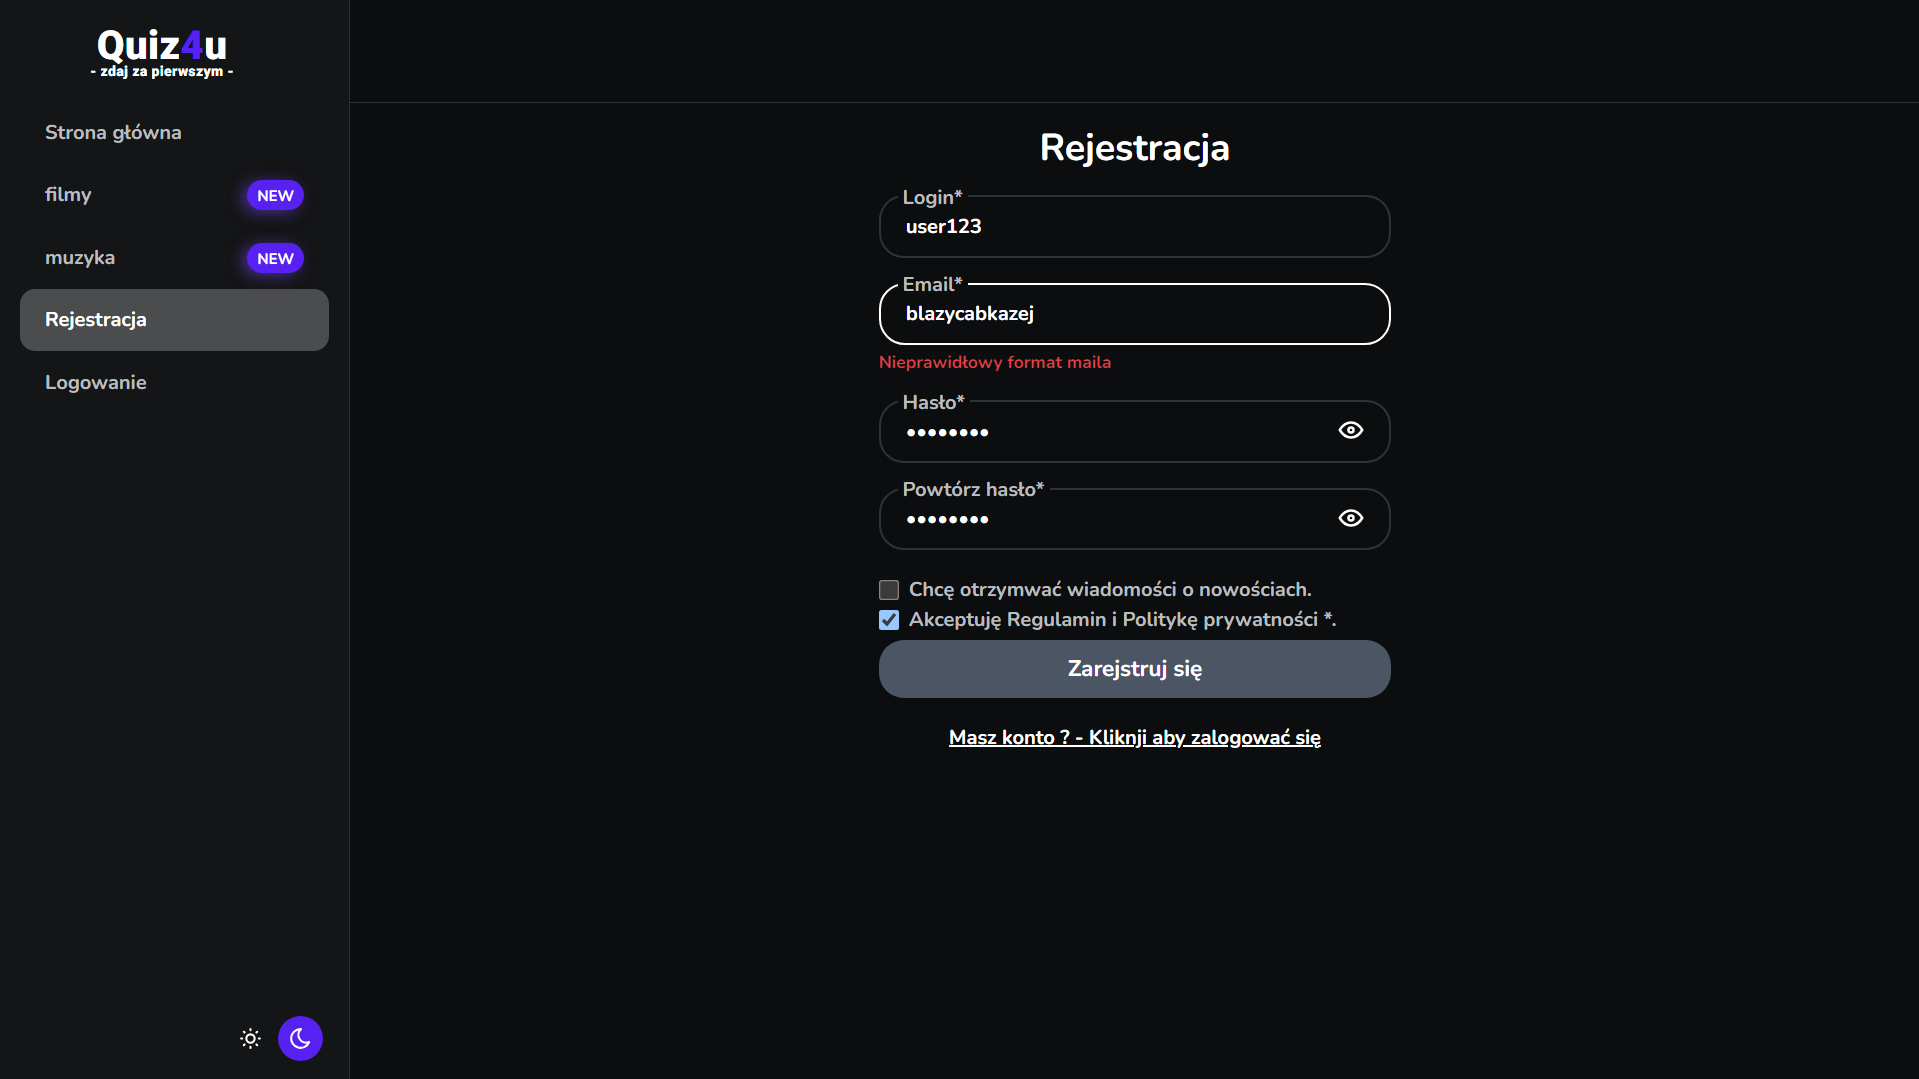 Quiz4u
- zdaj za pierwszym -
Strona główna
filmy
NEW
muzyka
NEW
Rejestracja
Logowanie
Rejestracja
Login*
user123
Email*
blazycabkazej
Nieprawidłowy format maila
Hasło*
••••••••
Powtórz hasło*
••••••••
Chcę otrzymwać wiadomości o nowościach.
Akceptuję Regulamin i Politykę prywatności *.
Zarejstruj się
Masz konto ? - Kliknji aby zalogować się